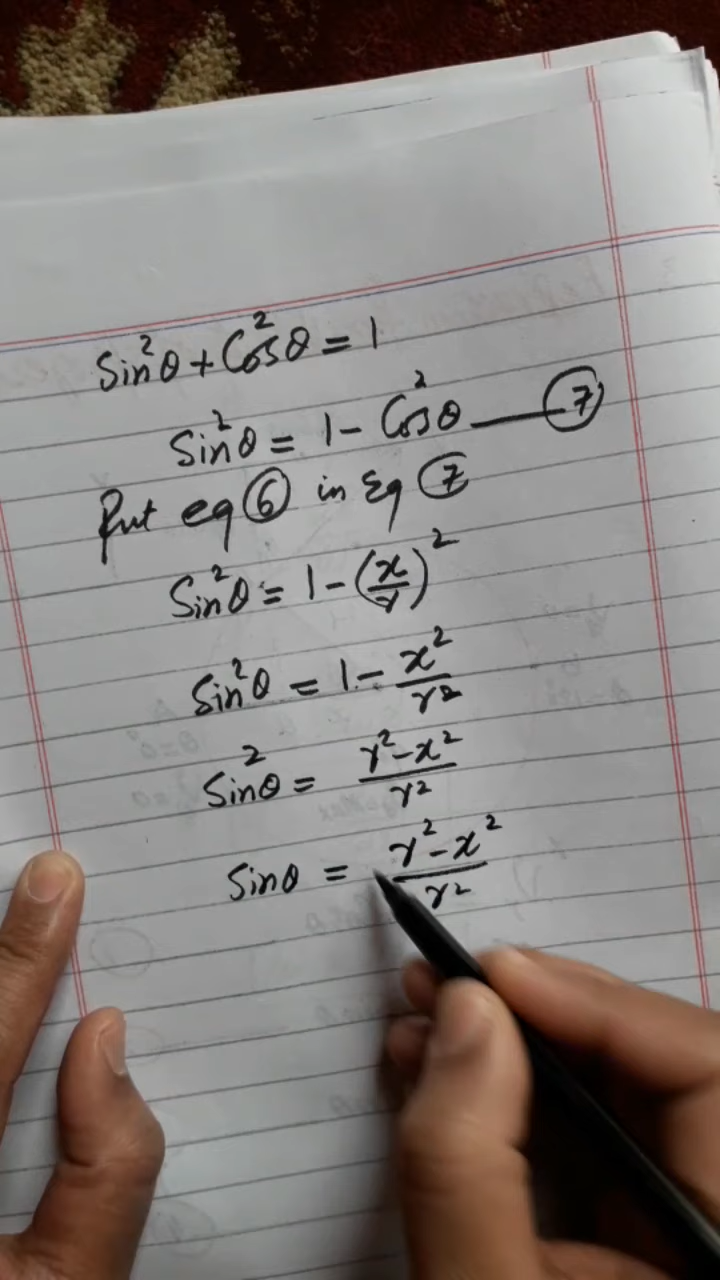 Sin²θ + Cos²θ = 1
Sin²θ = 1 - Cos²θ —— ⑦
Put eq ⑥ in Eq ⑦
Sin²θ = 1 - (x/r)²
Sin²θ = 1 - x²/r²
Sin²θ = r² - x² / r²
Sinθ = r² - x² / r²